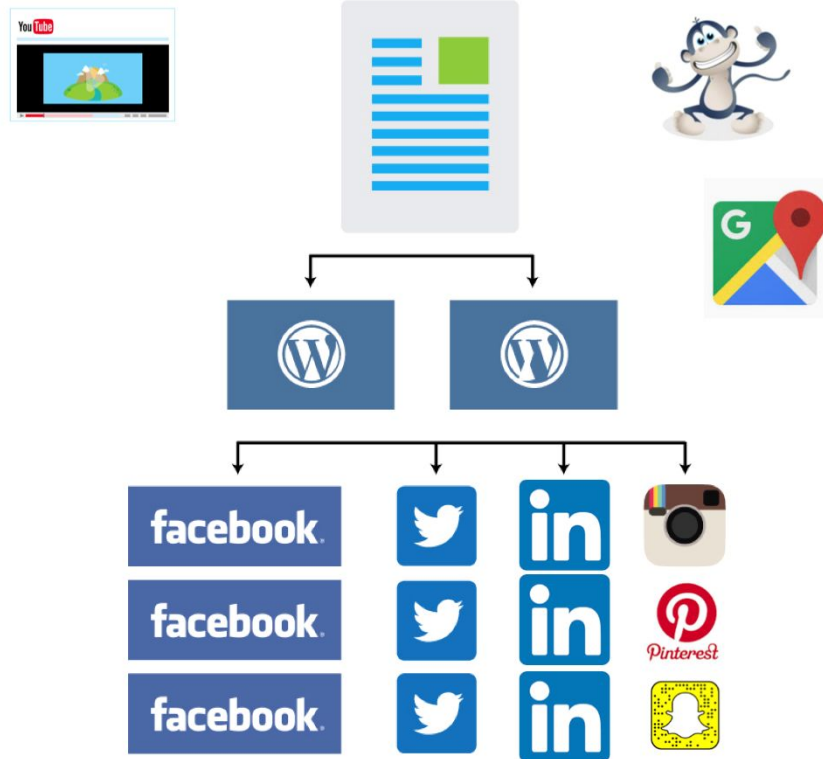 YouTube
G
W W
facebook. in
facebook. in
Pinterest
facebook. in